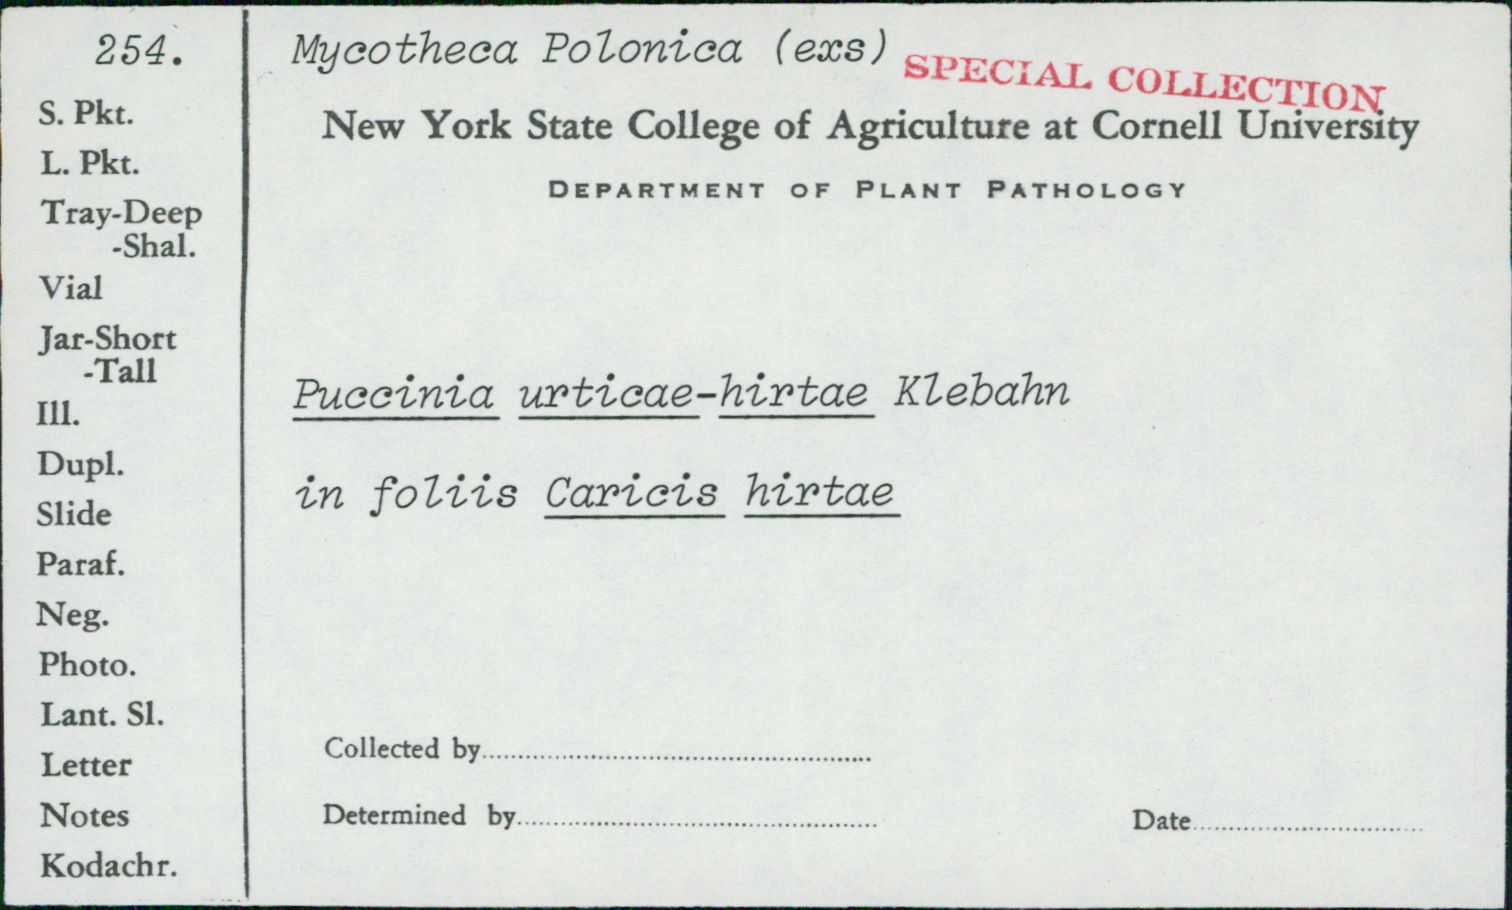 254.
S. Pkt.
L. Pkt.
Tray-Deep
-Shal.
Vial
Jar-Short
-Tall
Ill.
Dupl.
Slide
Paraf.
Neg.
Photo.
Lant. Sl.
Letter
Notes
Kodachr.
Mycotheca Polonica (exs)
SPECIAL COLLECTION
New York State College of Agriculture at Cornell University
DEPARTMENT OF PLANT PATHOLOGY
Puccinia urticae-hirtae Klebahn
in foliis Caricis hirtae
Collected by
Determined by
Date